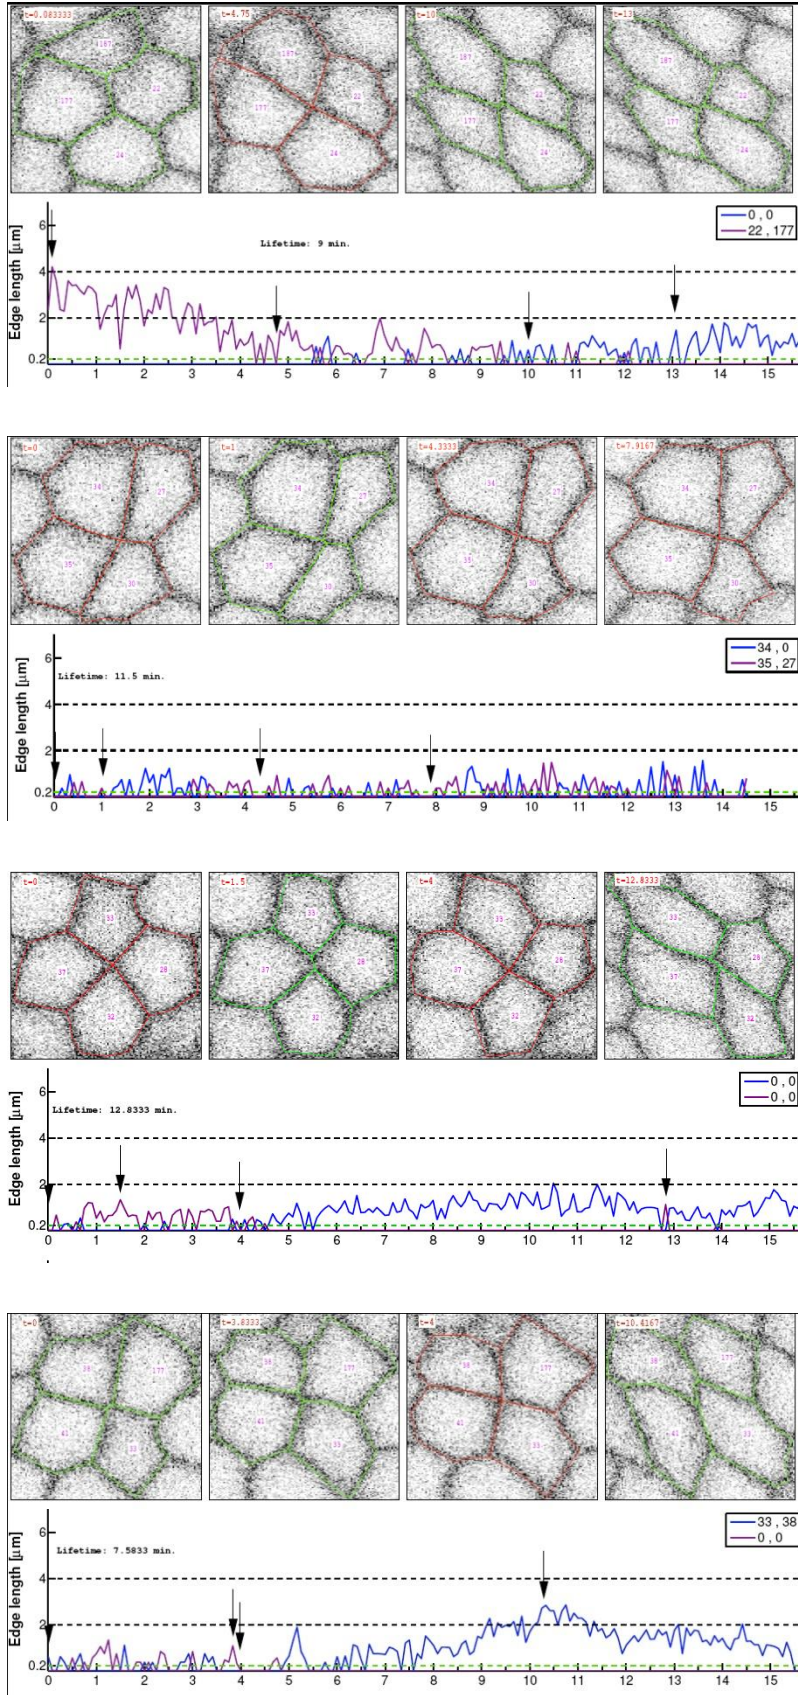 t=0.083333 t=4.75 t=10 t=13
187 187 187 187
177 22 177 22 177 22 177 22
24 24 24 24
Edge length [μm]
6
4
2
0.2
Lifetime: 9 min.
0 , 0
22 , 177
0 1 2 3 4 5 6 7 8 9 10 11 12 13 14 15
t=0 t=1 t=4.3333 t=7.9167
34 27 34 27 34 27 34 27
35 30 35 30 35 30 35 30
Edge length [μm]
6
4
2
0.2
Lifetime: 11.5 min.
34 , 0
35 , 27
0 1 2 3 4 5 6 7 8 9 10 11 12 13 14 15
t=0 t=1.5 t=4 t=12.8333
33 33 33 33
37 28 37 28 37 28 37 28
32 32 32 32
Edge length [μm]
6
4
2
0.2
Lifetime: 12.8333 min.
0 , 0
0 , 0
0 1 2 3 4 5 6 7 8 9 10 11 12 13 14 15
t=0 t=3.8333 t=4 t=10.4167
38 177 38 177 38 177 38 177
41 33 41 33 41 33 41 33
Edge length [μm]
6
4
2
0.2
Lifetime: 7.5833 min.
33 , 38
0 , 0
0 1 2 3 4 5 6 7 8 9 10 11 12 13 14 15